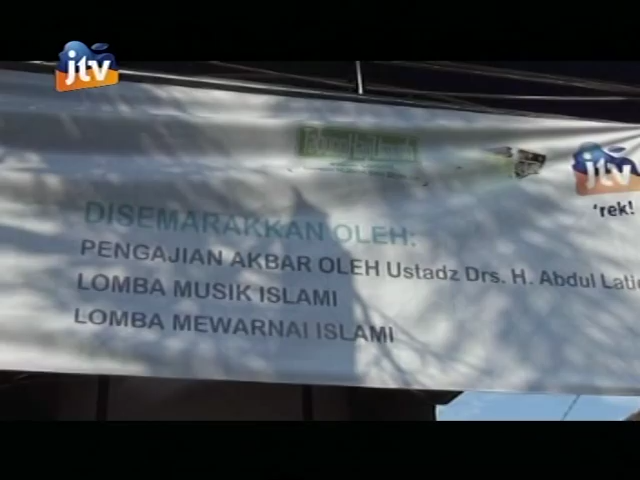 jtv
jtv
'rek!
DISEMARAKKAN OLEH:
PENGAJIAN AKBAR OLEH Ustadz Drs. H. Abdul
LOMBA MUSIK ISLAMI
LOMBA MEWARNAI ISLAMI